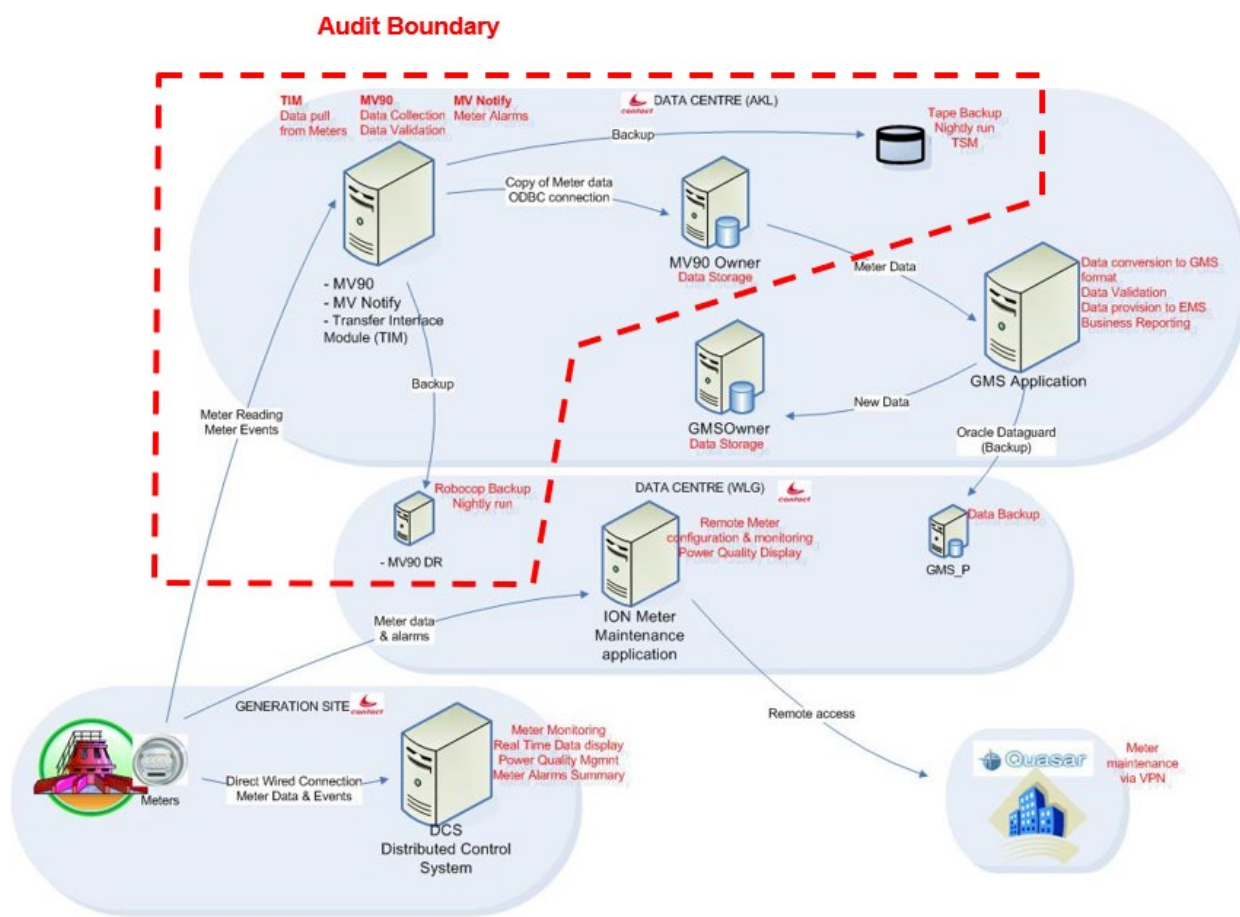 Audit Boundary
TIM
Data pull
from Meters
MV90
Data Collection
Data Validation
MV Notify
Meter Alarms
contact
DATA CENTRE (AKL)
Backup
Tape Backup
Nightly run
TSM
Copy of Meter data
ODBC connection
MV90 Owner
Data Storage
Meter Data
- MV90
- MV Notify
- Transfer Interface
Module (TIM)
Data conversion to GMS
format
Data Validation
Data provision to EMS
Business Reporting
GMS Application
Backup
New Data
GMSOwner
Data Storage
Meter Reading
Meter Events
Oracle Dataguard
(Backup)
DATA CENTRE (WLG)
contact
Robocop Backup
Nightly run
- MV90 DR
Remote Meter
configuration & monitoring
Power Quality Display
Data Backup
GMS_P
ION Meter
Maintenance
application
Meter data
& alarms
GENERATION SITE
contact
Remote access
Meters
Direct Wired Connection
Meter Data & Events
Meter Monitoring
Real Time Data display
Power Quality Mgmnt
Meter Alarms Summary
DCS
Distributed Control
System
Quasar
Meter
maintenance
via VPN